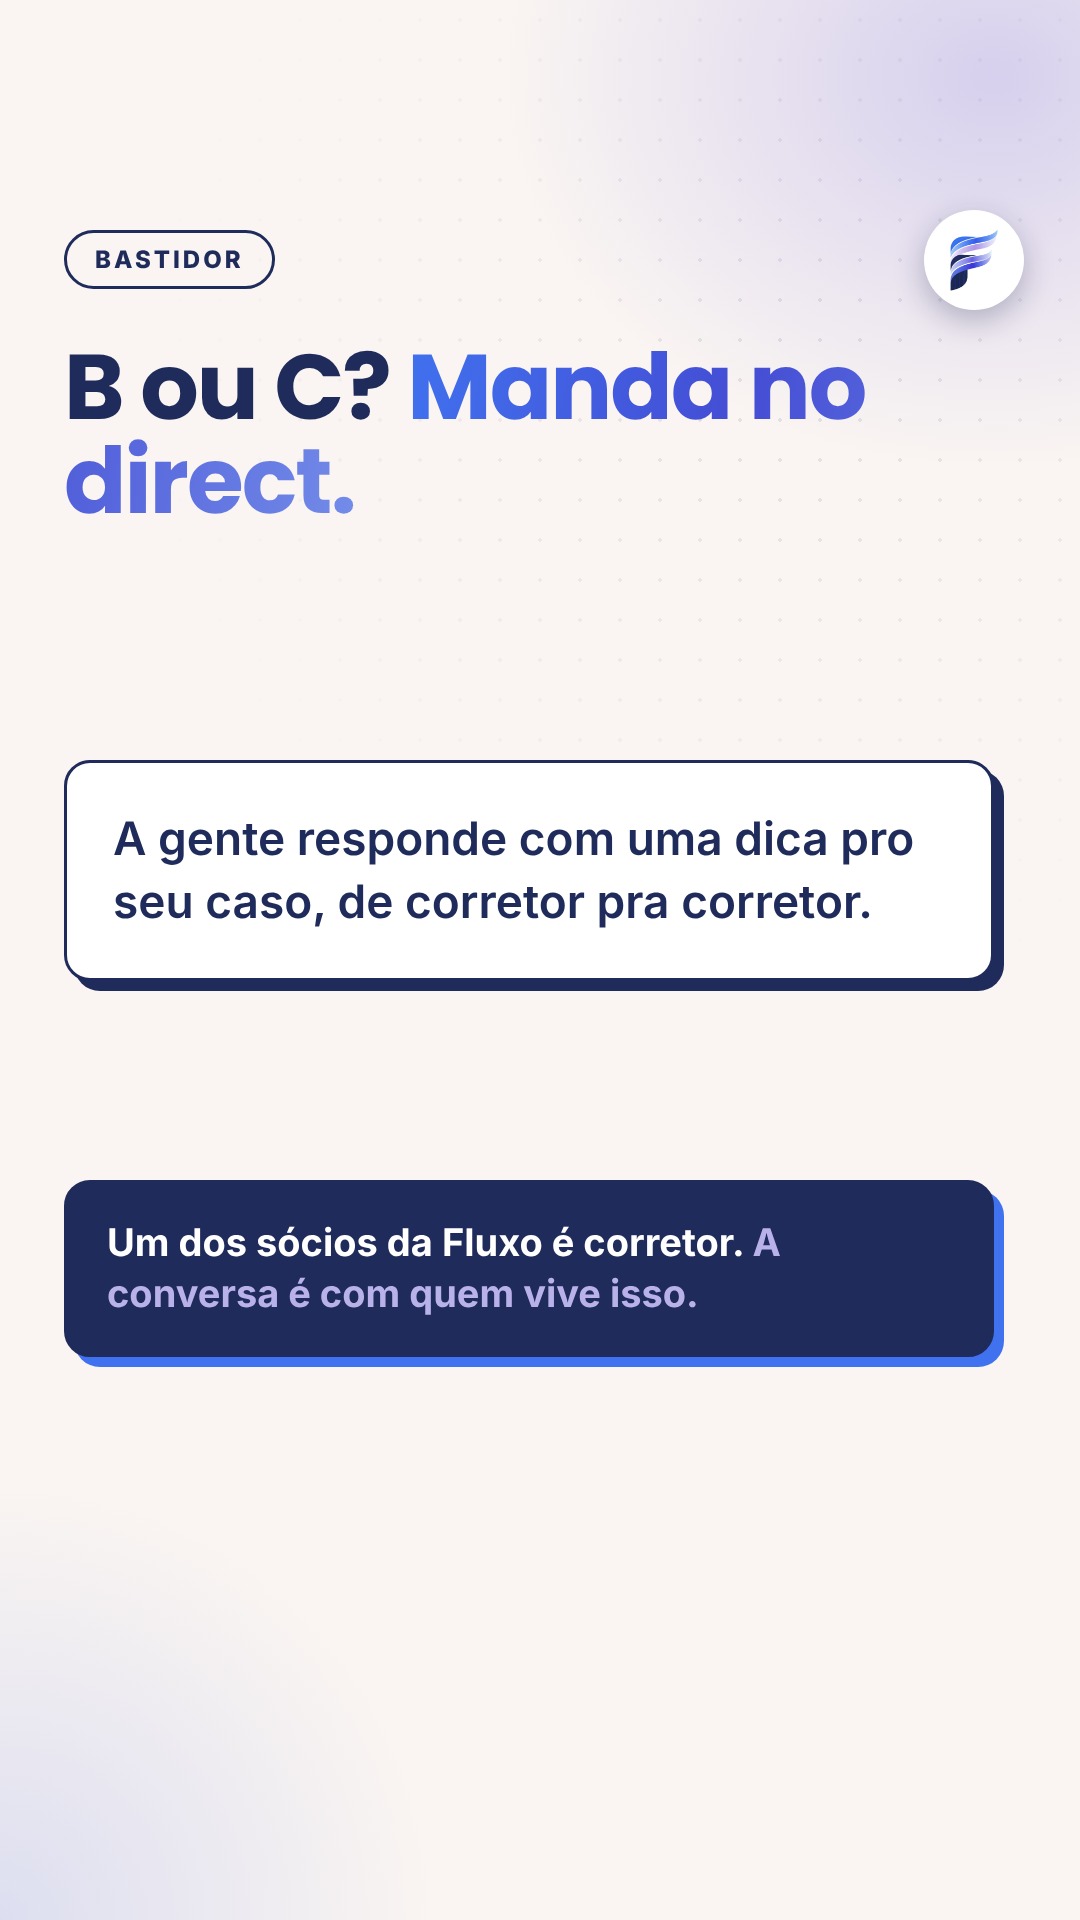 BASTIDOR
B ou C? Manda no
direct.
A gente responde com uma dica pro
seu caso, de corretor pra corretor.
Um dos sócios da Fluxo é corretor. A
conversa é com quem vive isso.